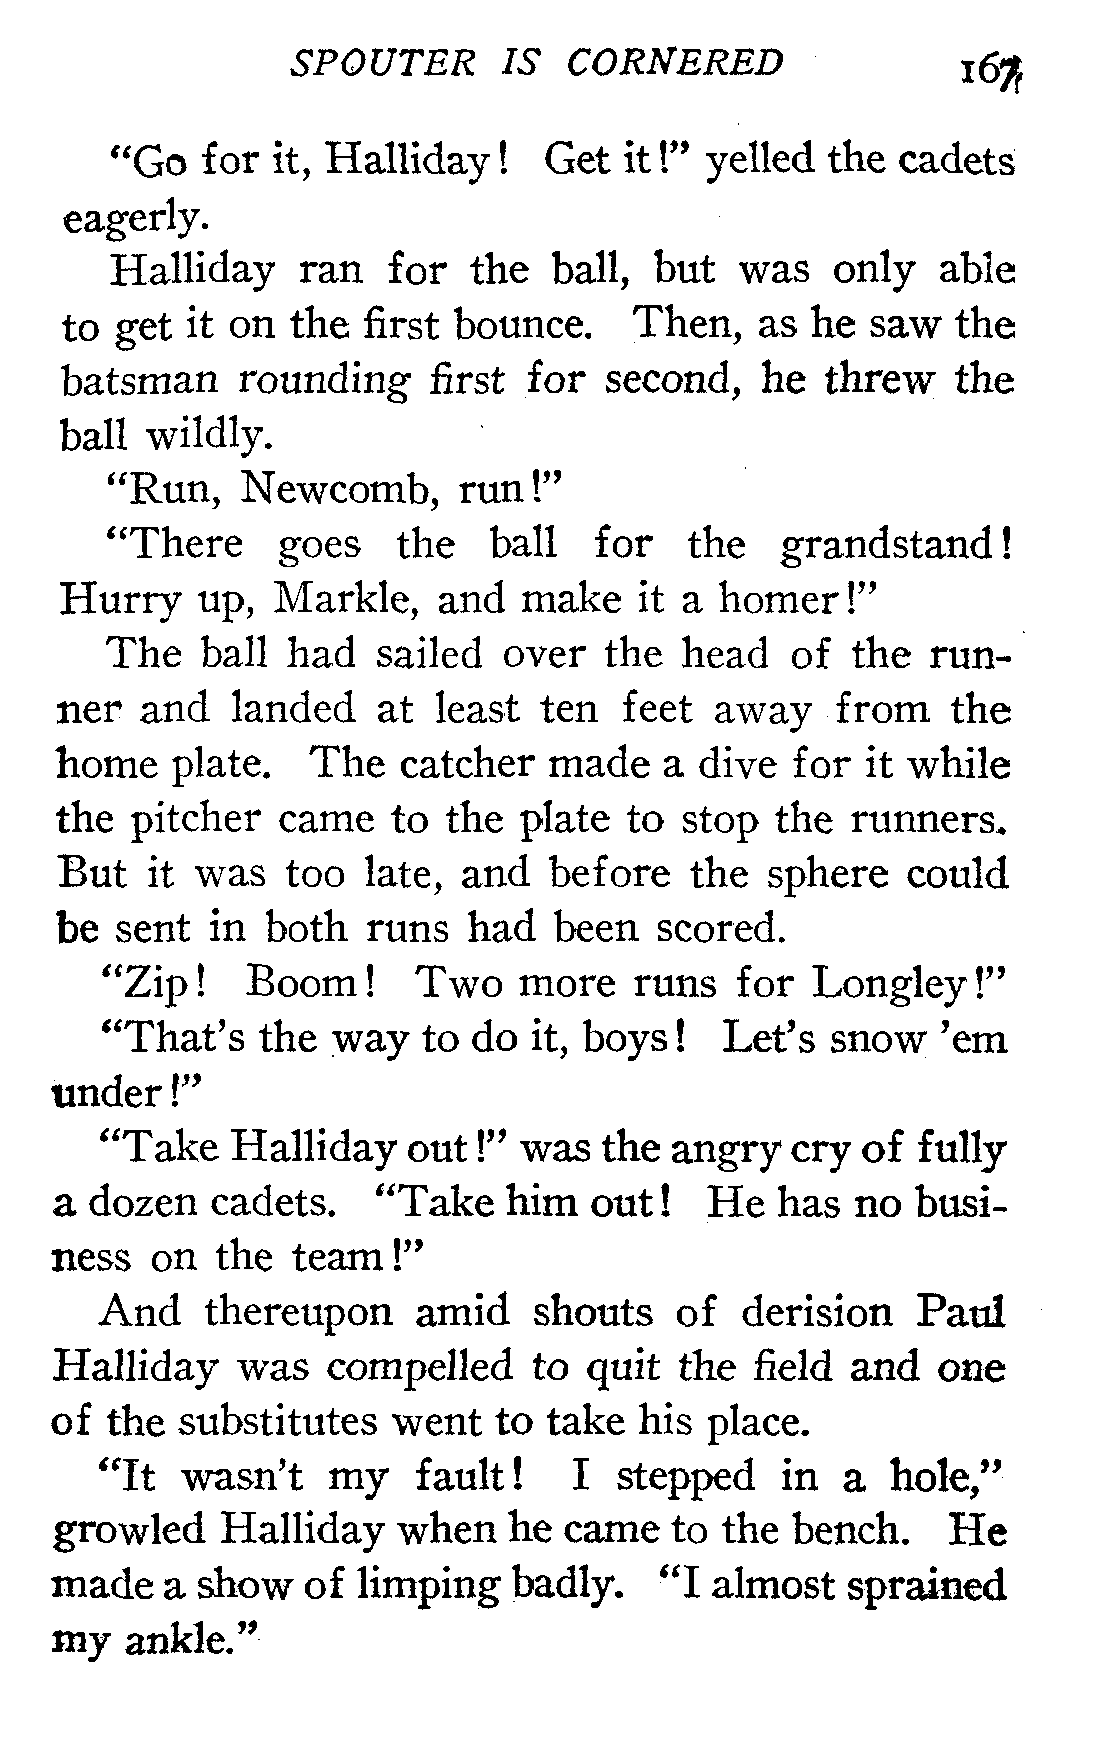 SPOUTER IS CORNERED 167
"Go for it, Halliday! Get it!" yelled the cadets
eagerly.
Halliday ran for the ball, but was only able
to get it on the first bounce. Then, as he saw the
batsman rounding first for second, he threw the
ball wildly.
"Run, Newcomb, run!"
"There goes the ball for the grandstand!
Hurry up, Markle, and make it a homer!"
The ball had sailed over the head of the run-
ner and landed at least ten feet away from the
home plate. The catcher made a dive for it while
the pitcher came to the plate to stop the runners.
But it was too late, and before the sphere could
be sent in both runs had been scored.
"Zip! Boom! Two more runs for Longley!"
"That's the way to do it, boys! Let's snow 'em
under!"
"Take Halliday out!" was the angry cry of fully
a dozen cadets. "Take him out! He has no busi-
ness on the team!"
And thereupon amid shouts of derision Paul
Halliday was compelled to quit the field and one
of the substitutes went to take his place.
"It wasn't my fault! I stepped in a hole,"
growled Halliday when he came to the bench. He
made a show of limping badly. "I almost sprained
my ankle."